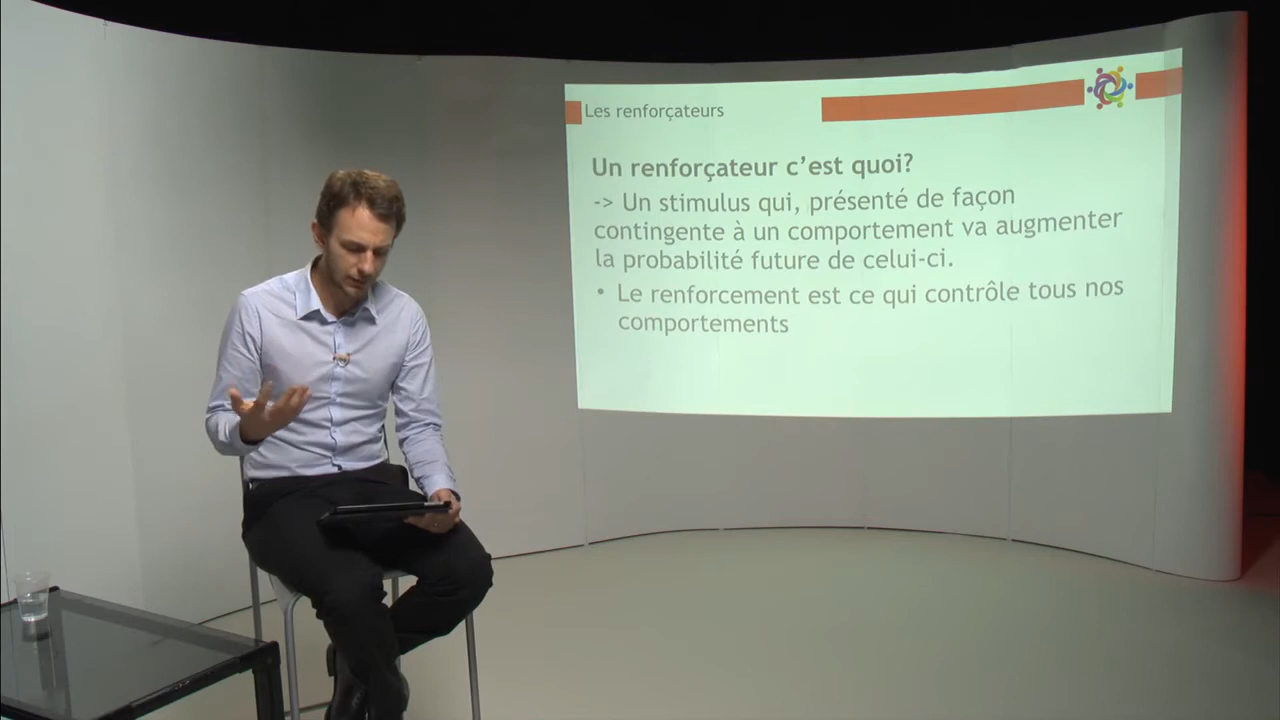 Les renforçateurs
Un renforçateur c’est quoi?
-> Un stimulus qui, présenté de façon
contingente à un comportement va augmenter
la probabilité future de celui-ci.
• Le renforcement est ce qui contrôle tous nos
comportements